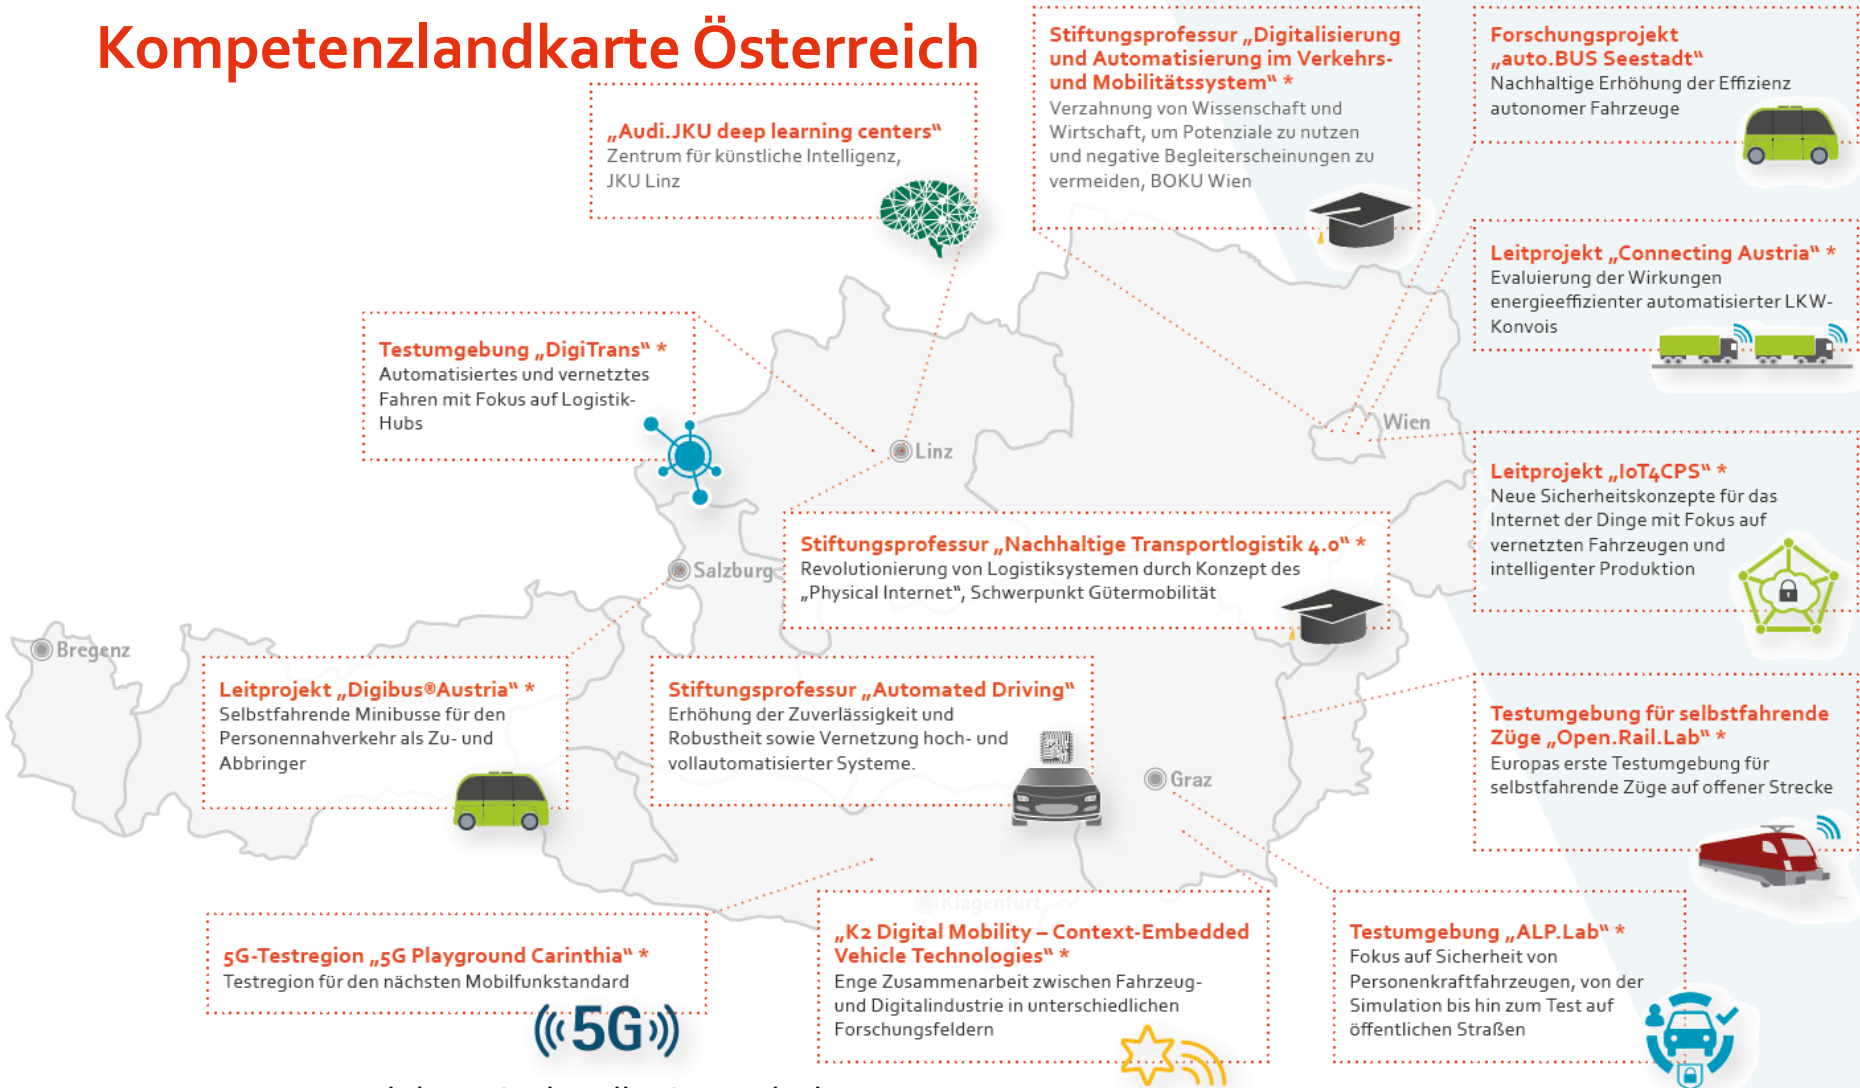 Kompetenzlandkarte Österreich
„Audi.JKU deep learning centers“
Zentrum für künstliche Intelligenz,
JKU Linz
Stiftungsprofessur „Digitalisierung
und Automatisierung im Verkehrs-
und Mobilitätssystem“ *
Verzahnung von Wissenschaft und
Wirtschaft, um Potenziale zu nutzen
und negative Begleiterscheinungen zu
vermeiden, BOKU Wien
Forschungsprojekt
„auto.BUS Seestadt“
Nachhaltige Erhöhung der Effizienz
autonomer Fahrzeuge
Leitprojekt „Connecting Austria“ *
Evaluierung der Wirkungen
energieeffizienter automatisierter LKW-
Konvois
Testumgebung „DigiTrans“ *
Automatisiertes und vernetztes
Fahren mit Fokus auf Logistik-
Hubs
Wien
Linz
Leitprojekt „IoT4CPS“ *
Neue Sicherheitskonzepte für das
Internet der Dinge mit Fokus auf
vernetzten Fahrzeugen und
intelligenter Produktion
Stiftungsprofessur „Nachhaltige Transportlogistik 4.0“ *
Revolutionierung von Logistiksystemen durch Konzept des
„Physical Internet“, Schwerpunkt Gütermobilität
Salzburg
Bregenz
Leitprojekt „Digibus®Austria“ *
Selbstfahrende Minibusse für den
Personennahverkehr als Zu- und
Abbringer
Stiftungsprofessur „Automated Driving“
Erhöhung der Zuverlässigkeit und
Robustheit sowie Vernetzung hoch- und
vollautomatisierter Systeme.
Graz
Testumgebung für selbstfahrende
Züge „Open.Rail.Lab“ *
Europas erste Testumgebung für
selbstfahrende Züge auf offener Strecke
Klagenfurt
5G-Testregion „5G Playground Carinthia“ *
Testregion für den nächsten Mobilfunkstandard
5G
„K2 Digital Mobility – Context-Embedded
Vehicle Technologies“ *
Enge Zusammenarbeit zwischen Fahrzeug-
und Digitalindustrie in unterschiedlichen
Forschungsfeldern
Testumgebung „ALP.Lab“ *
Fokus auf Sicherheit von
Personenkraftfahrzeugen, von der
Simulation bis hin zum Test auf
öffentlichen Straßen